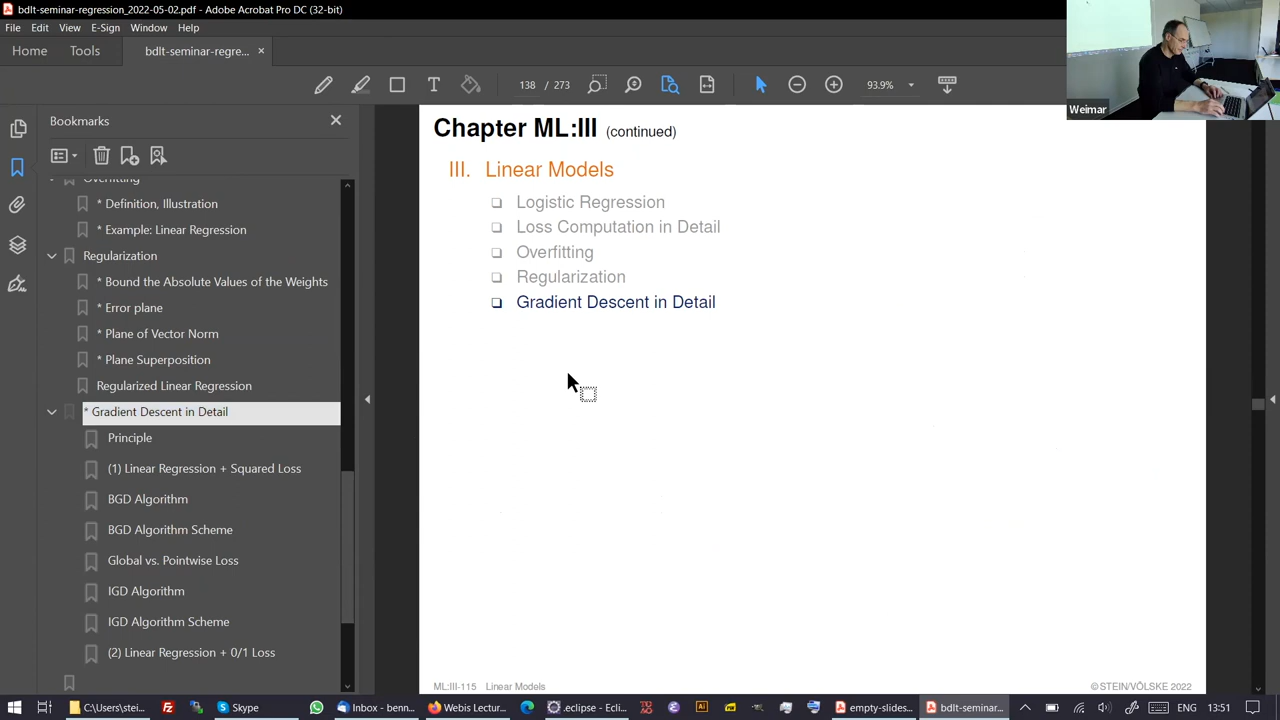 bdlt-seminar-regression_2022-05-02.pdf - Adobe Acrobat Pro DC (32-bit)
File Edit View E-Sign Window Help
Home Tools bdlt-seminar-regre... ×
138 / 273 93.9%
Weimar
Bookmarks
Overfitting
* Definition, Illustration
* Example: Linear Regression
Regularization
* Bound the Absolute Values of the Weights
* Error plane
* Plane of Vector Norm
* Plane Superposition
Regularized Linear Regression
* Gradient Descent in Detail
Principle
(1) Linear Regression + Squared Loss
BGD Algorithm
BGD Algorithm Scheme
Global vs. Pointwise Loss
IGD Algorithm
IGD Algorithm Scheme
(2) Linear Regression + 0/1 Loss
Chapter ML:III (continued)
III. Linear Models
❑ Logistic Regression
❑ Loss Computation in Detail
❑ Overfitting
❑ Regularization
❑ Gradient Descent in Detail
ML:III-115 Linear Models ©STEIN/VÖLSKE 2022
C:\Users\stei... Skype Inbox - benn... Webis Lectur... .eclipse - Ecli... empty-slides... bdlt-seminar... ENG 13:51